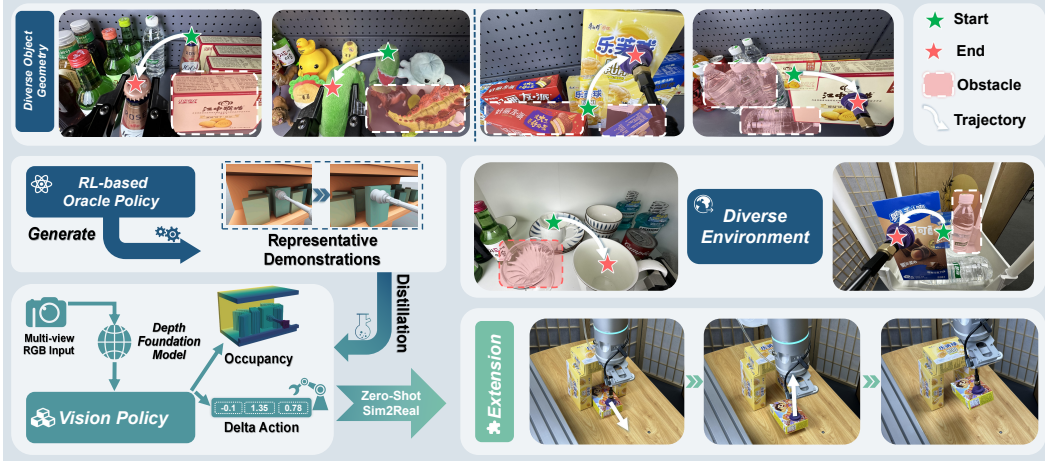 Diverse Object
Geometry
乐芙球
Start
End
Obstacle
Trajectory
RL-based
Oracle Policy
Generate
Representative
Demonstrations
Diverse
Environment
Distillation
Multi-view
RGB Input
Depth
Foundation
Model
Occupancy
Vision Policy
-0.1 1.35 0.78
Delta Action
Zero-Shot
Sim2Real
Extension